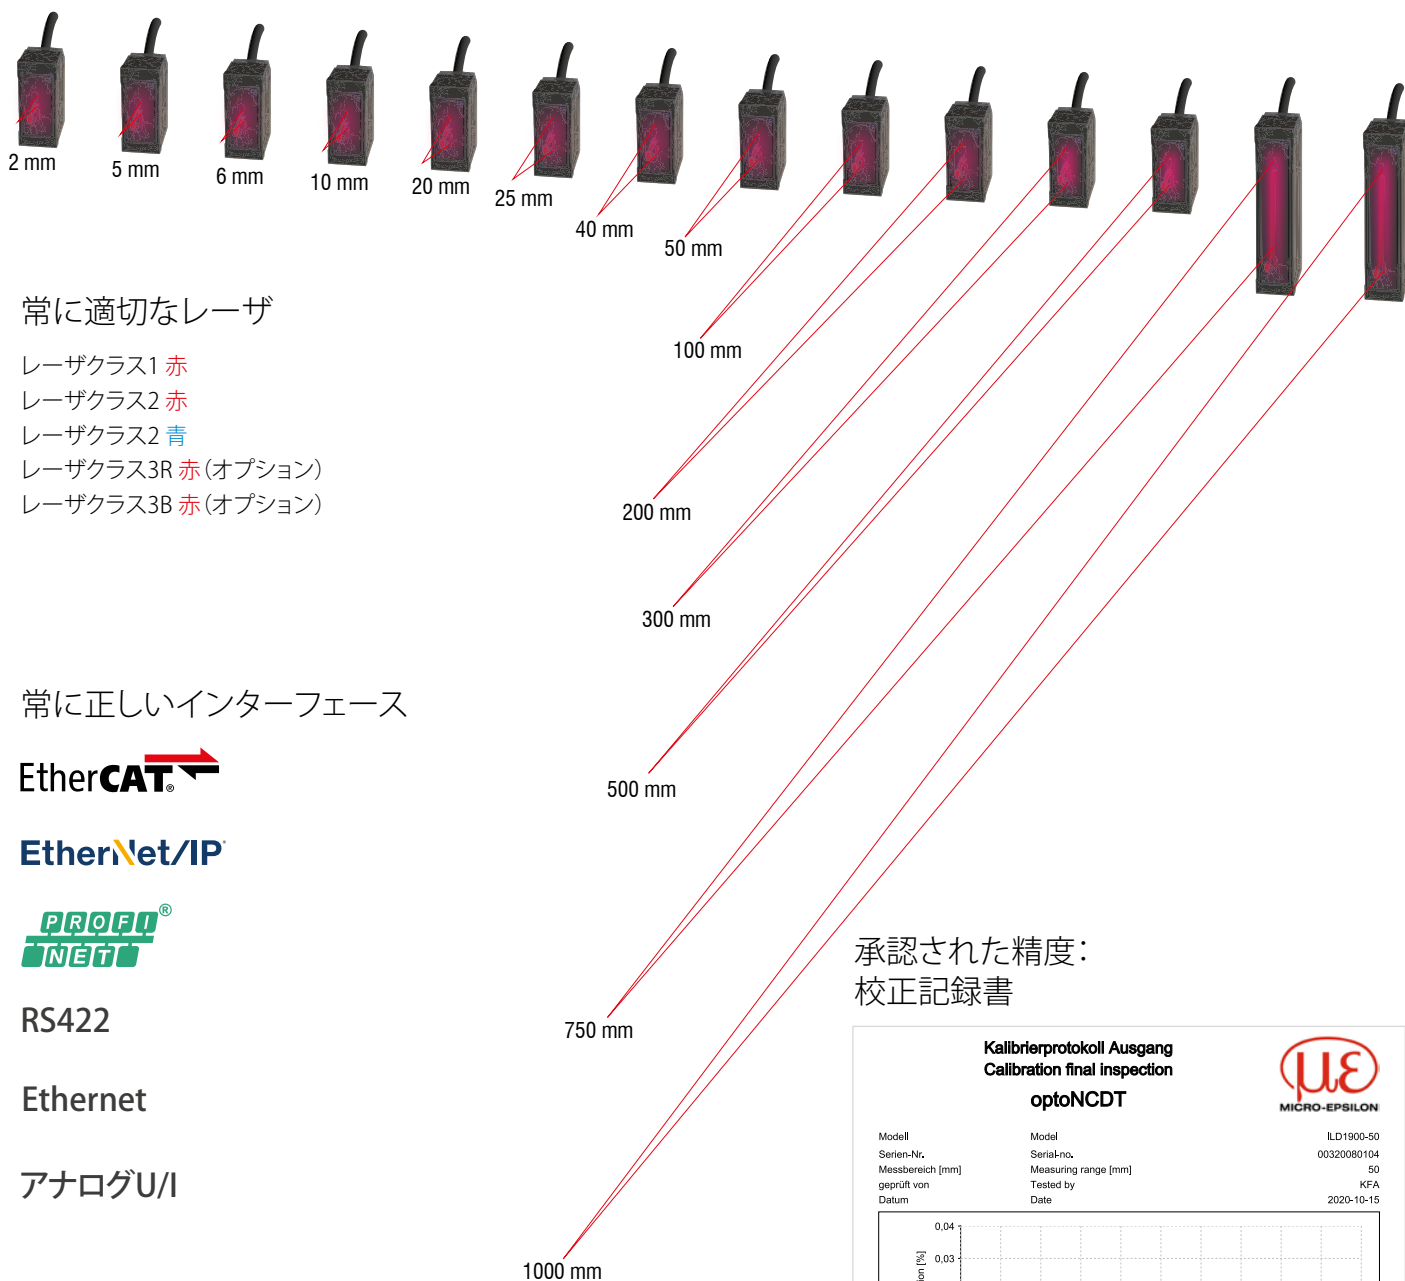 2 mm
5 mm
6 mm
10 mm
20 mm
25 mm
40 mm
50 mm
100 mm
200 mm
300 mm
500 mm
750 mm
1000 mm
常に適切なレーザ
レーザクラス1 赤
レーザクラス2 赤
レーザクラス2 青
レーザクラス3R 赤（オプション）
レーザクラス3B 赤（オプション）
常に正しいインターフェース
EtherCAT®
EtherNet/IP
PROFI®
NET
RS422
Ethernet
アナログU/I
承認された精度：
校正記録書
Kalibrierprotokoll Ausgang
Calibration final inspection
optoNCDT
με
MICRO-EPSILON
Modell Model ILD1900-50
Serien-Nr. Serial-no. 00320080104
Messbereich [mm] Measuring range [mm] 50
geprüft von Tested by KFA
Datum Date 2020-10-15
0,04
0,03